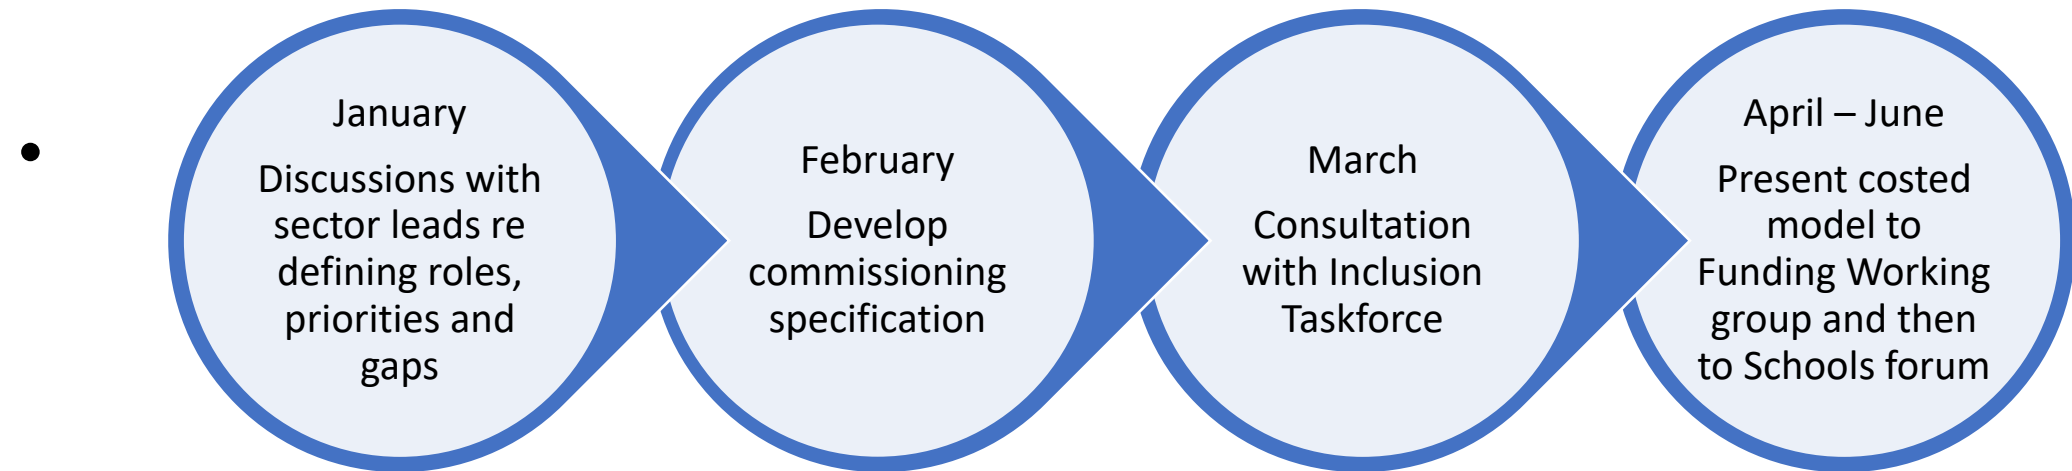 •
January
Discussions with
sector leads re
defining roles,
priorities and
gaps
February
Develop
commissioning
specification
March
Consultation
with Inclusion
Taskforce
April – June
Present costed
model to
Funding Working
group and then
to Schools forum